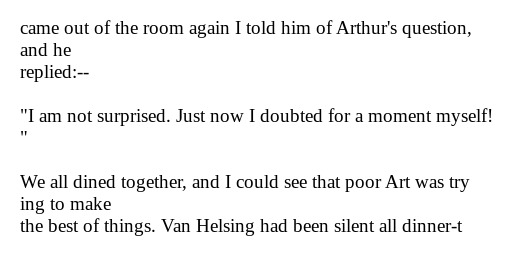 came out of the room again I told him of Arthur's question,
and he
replied:--
"I am not surprised. Just now I doubted for a moment myself!
"
We all dined together, and I could see that poor Art was try
ing to make
the best of things. Van Helsing had been silent all dinner-t